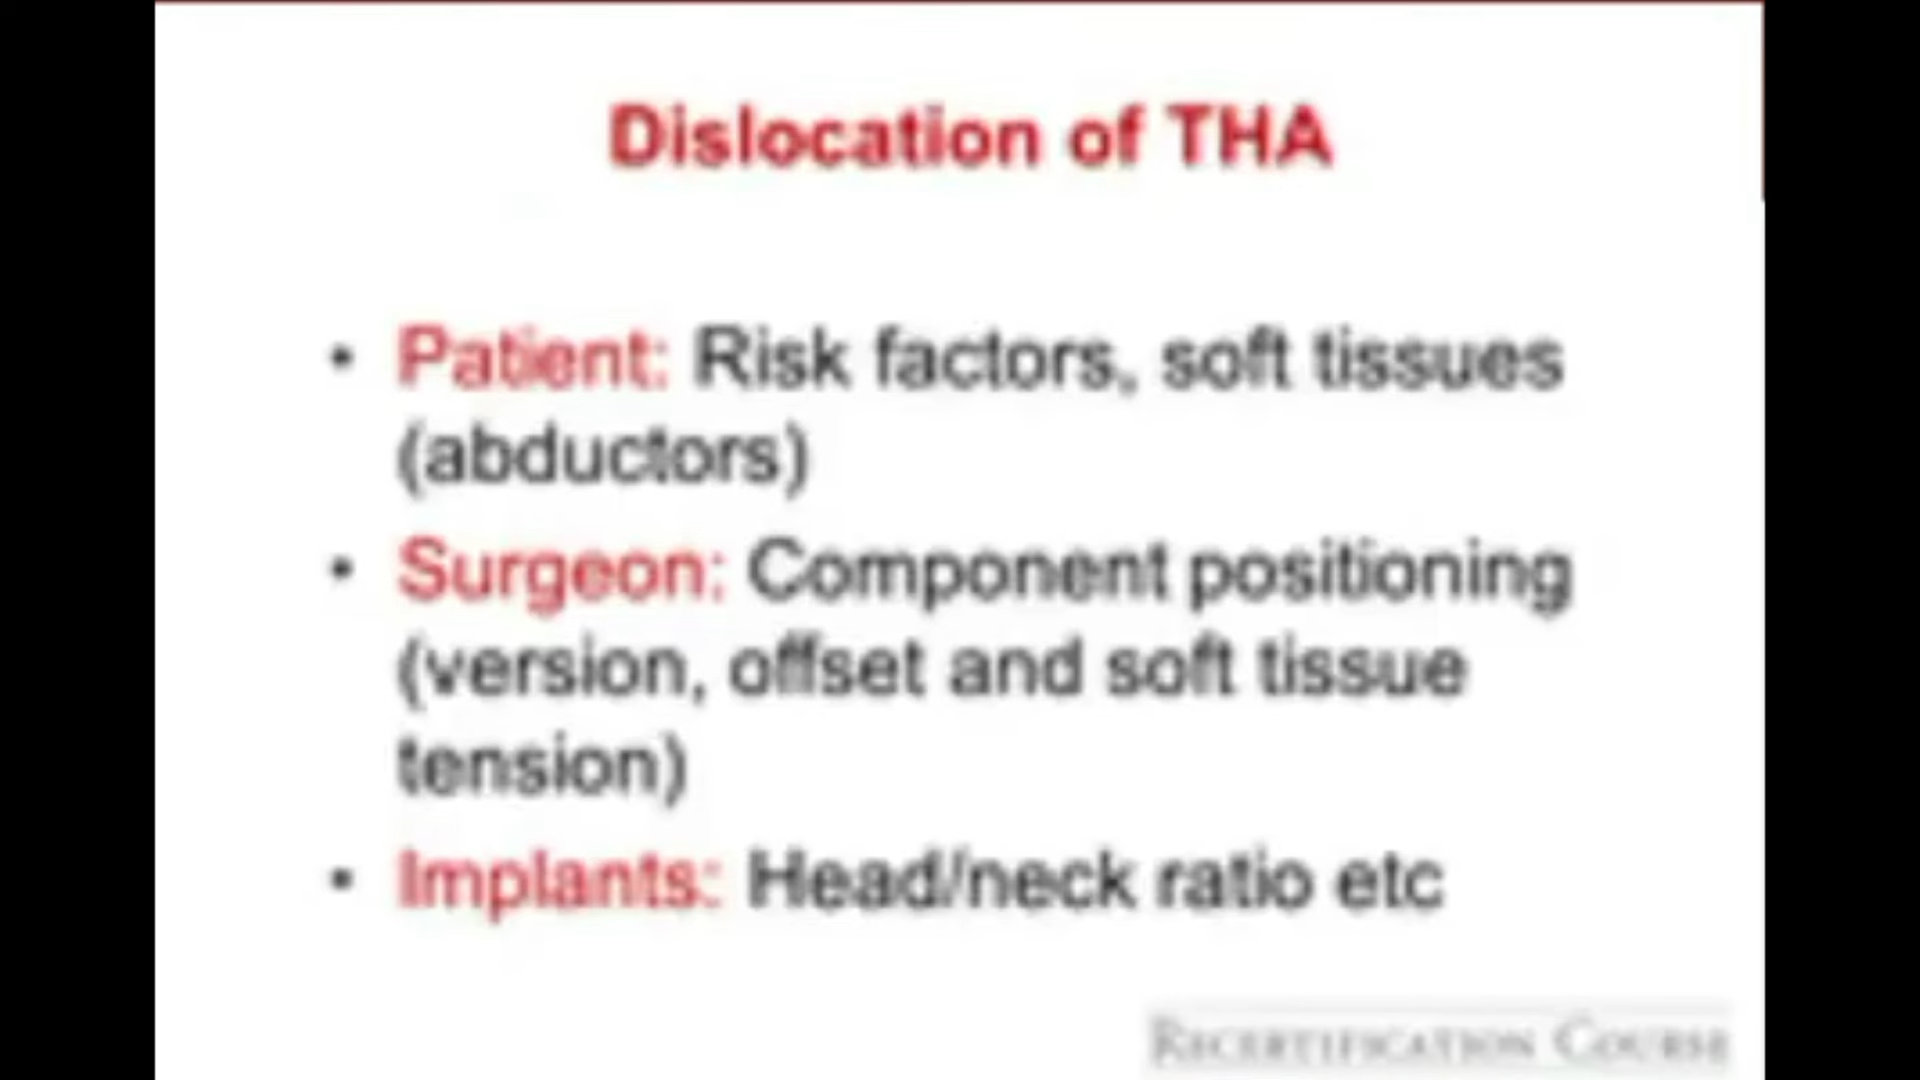 Dislocation of THA
• Patient: Risk factors, soft tissues
(abductors)
• Surgeon: Component positioning
(version, offset and soft tissue
tension)
• Implants: Head/neck ratio etc
RECERTIFICATION COURSE